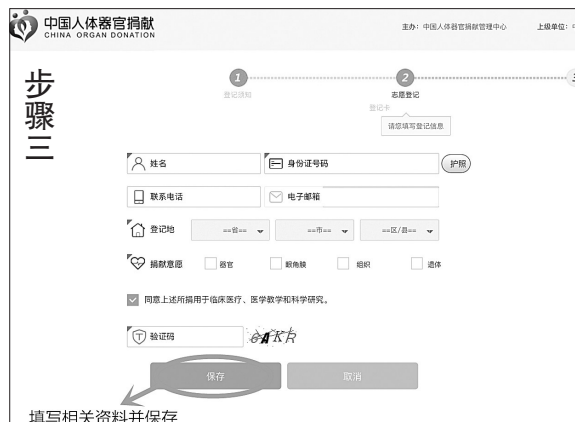 中国人体器官捐献
CHINA ORGAN DONATION
主办：中国人体器官捐献管理中心
上级单位：
步骤三
1
2
登记须知
志愿登记
登记卡
请您填写登记信息
姓名
身份证号码
护照
联系电话
电子邮箱
登记地
==省==
==市==
==区/县==
捐献意愿
器官
眼角膜
组织
遗体
同意上述所捐用于临床医疗、医学教学和科学研究。
验证码
保存
取消
填写相关资料并保存